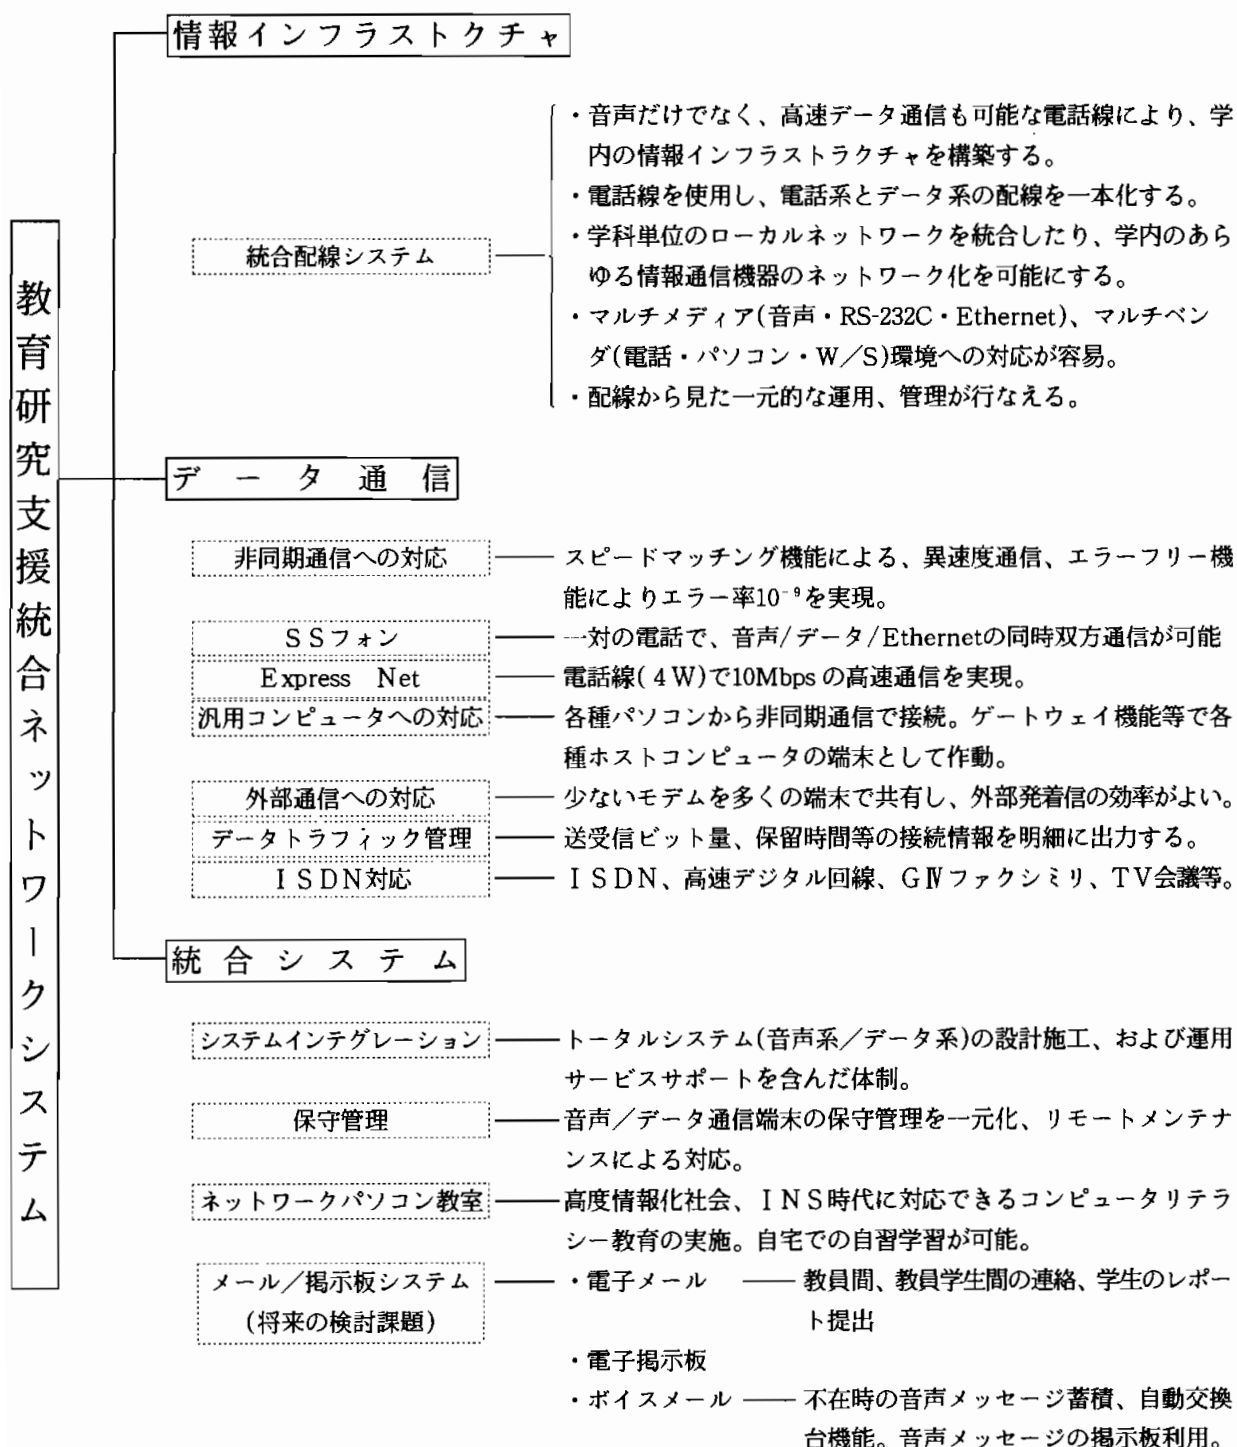 教育研究支援統合ネットワークシステム
情報インフラストクチャ
統合配線システム
・音声だけでなく、高速データ通信も可能な電話線により、学
内の情報インフラストラクチャを構築する。
・電話線を使用し、電話系とデータ系の配線を一本化する。
・学科単位のローカルネットワークを統合したり、学内のあら
ゆる情報通信機器のネットワーク化を可能にする。
・マルチメディア(音声・RS-232C・Ethernet)、マルチベン
ダ(電話・パソコン・W／S)環境への対応が容易。
・配線から見た一元的な運用、管理が行なえる。
データ通信
非同期通信への対応 スピードマッチング機能による、異速度通信、エラーフリー機
能によりエラー率10⁻⁹を実現。
ＳＳフォン 一対の電話で、音声/データ/Ethernetの同時双方通信が可能
Express Net 電話線(４W)で10Mbpsの高速通信を実現。
汎用コンピュータへの対応 各種パソコンから非同期通信で接続。ゲートウェイ機能等で各
種ホストコンピュータの端末として作動。
外部通信への対応 少ないモデムを多くの端末で共有し、外部発着信の効率がよい。
データトラフィック管理 送受信ビット量、保留時間等の接続情報を明細に出力する。
ＩＳＤＮ対応 ＩＳＤＮ、高速デジタル回線、GⅣファクシミリ、ＴＶ会議等。
統合システム
システムインテグレーション トータルシステム(音声系／データ系)の設計施工、および運用
サービスサポートを含んだ体制。
保守管理 音声／データ通信端末の保守管理を一元化、リモートメンテナ
ンスによる対応。
ネットワークパソコン教室 高度情報化社会、ＩＮＳ時代に対応できるコンピュータリテラ
シー教育の実施。自宅での自習学習が可能。
メール／掲示板システム
(将来の検討課題)
・電子メール 教員間、教員学生間の連絡、学生のレポー
ト提出
・電子掲示板
・ボイスメール 不在時の音声メッセージ蓄積、自動交換
台機能。音声メッセージの掲示板利用。